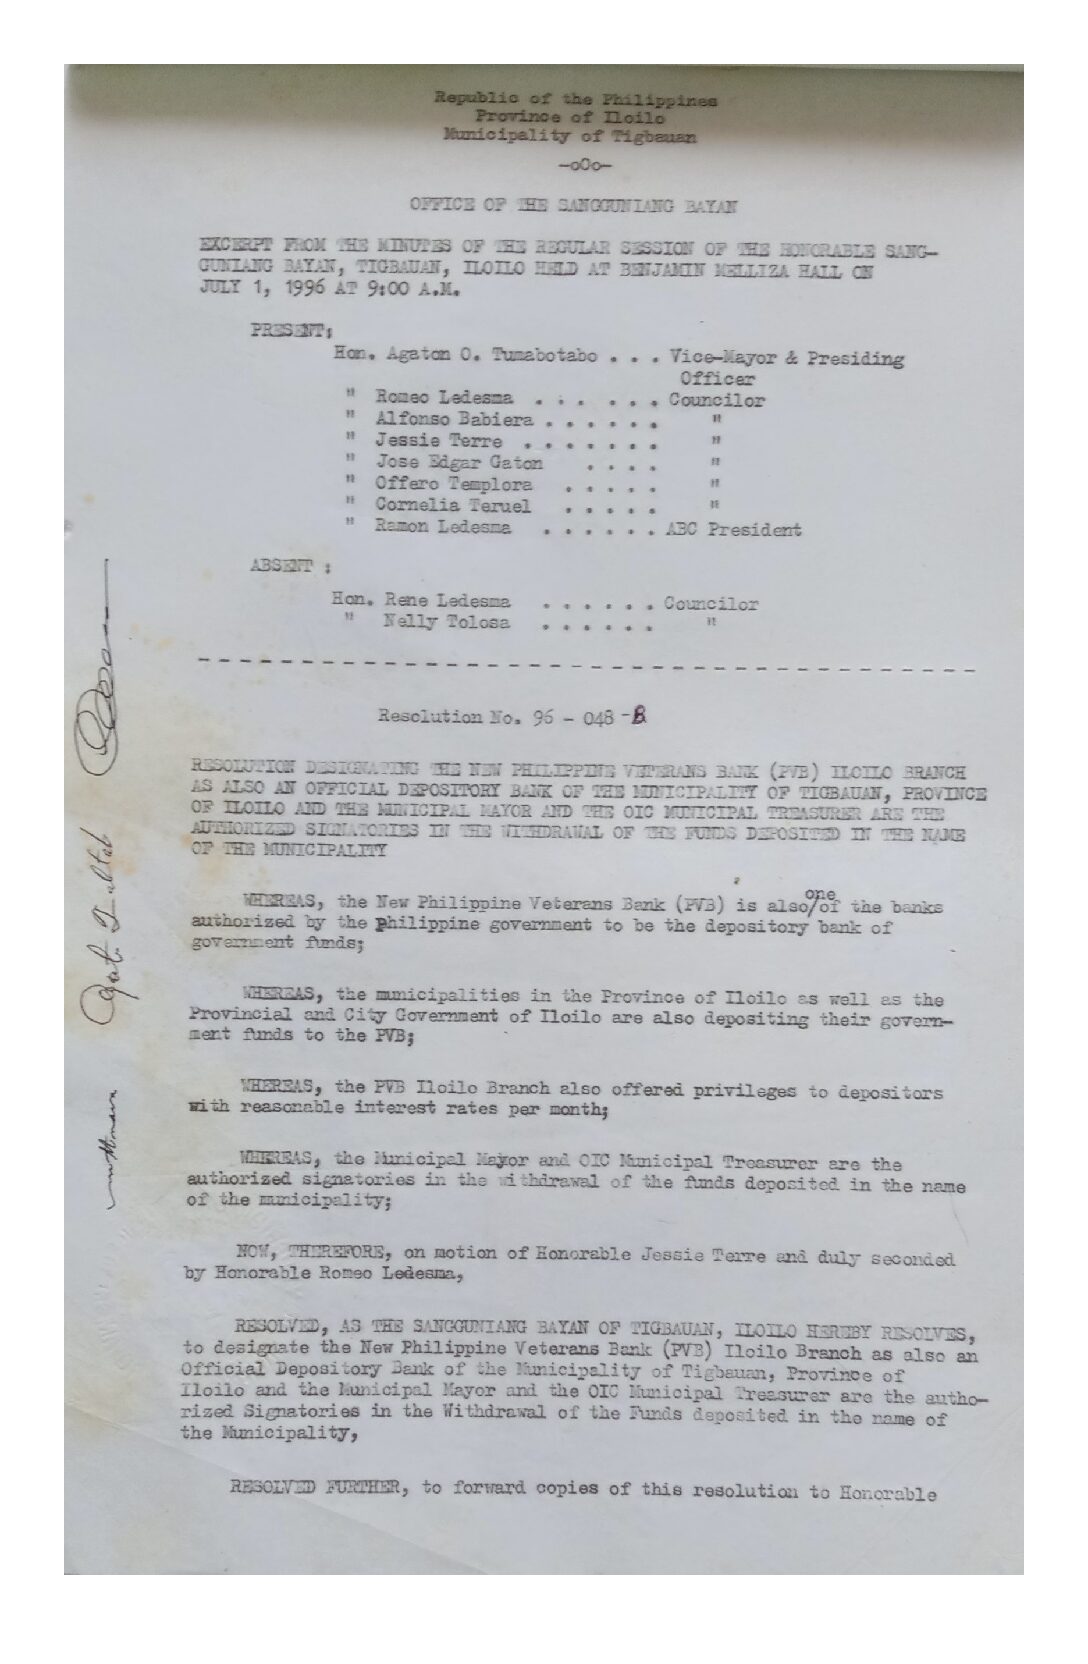 Republic of the Philippines
Province of Iloilo
Municipality of Tigbauan
-oOo-
OFFICE OF THE SANGGUNIANG BAYAN
EXCERPT FROM THE MINUTES OF THE REGULAR SESSION OF THE HONORABLE SANG-
GUNIANG BAYAN, TIGBAUAN, ILOILO HELD AT BENJAMIN MELLIZA HALL ON
JULY 1, 1996 AT 9:00 A.M.
PRESENT:
Hon. Agaton O. Tumabotabo . . . Vice-Mayor & Presiding
Officer
" Romeo Ledesma . . . . . . Councilor
" Alfonso Babiera . . . . . . "
" Jessie Terre . . . . . . . "
" Jose Edgar Gaton . . . . "
" Offero Templora . . . . . "
" Cornelia Teruel . . . . . "
" Ramon Ledesma . . . . . . ABC President
ABSENT :
Hon. Rene Ledesma . . . . . . Councilor
" Nelly Tolosa . . . . . . "
Resolution No. 96 - 048 -B
RESOLUTION DESIGNATING THE NEW PHILIPPINE VETERANS BANK (PVB) ILOILO BRANCH
AS ALSO AN OFFICIAL DEPOSITORY BANK OF THE MUNICIPALITY OF TIGBAUAN, PROVINCE
OF ILOILO AND THE MUNICIPAL MAYOR AND THE OIC MUNICIPAL TREASURER ARE THE
AUTHORIZED SIGNATORIES IN THE WITHDRAWAL OF THE FUNDS DEPOSITED IN THE NAME
OF THE MUNICIPALITY
WHEREAS, the New Philippine Veterans Bank (PVB) is also/one of the banks
authorized by the Philippine government to be the depository bank of
government funds;
WHEREAS, the municipalities in the Province of Iloilo as well as the
Provincial and City Government of Iloilo are also depositing their govern-
ment funds to the PVB;
WHEREAS, the PVB Iloilo Branch also offered privileges to depositors
with reasonable interest rates per month;
WHEREAS, the Municipal Mayor and OIC Municipal Treasurer are the
authorized signatories in the withdrawal of the funds deposited in the name
of the municipality;
NOW, THEREFORE, on motion of Honorable Jessie Terre and duly seconded
by Honorable Romeo Ledesma,
RESOLVED, AS THE SANGGUNIANG BAYAN OF TIGBAUAN, ILOILO HEREBY RESOLVES,
to designate the New Philippine Veterans Bank (PVB) Iloilo Branch as also an
Official Depository Bank of the Municipality of Tigbauan, Province of
Iloilo and the Municipal Mayor and the OIC Municipal Treasurer are the autho-
rized Signatories in the Withdrawal of the Funds deposited in the name of
the Municipality,
RESOLVED FURTHER, to forward copies of this resolution to Honorable